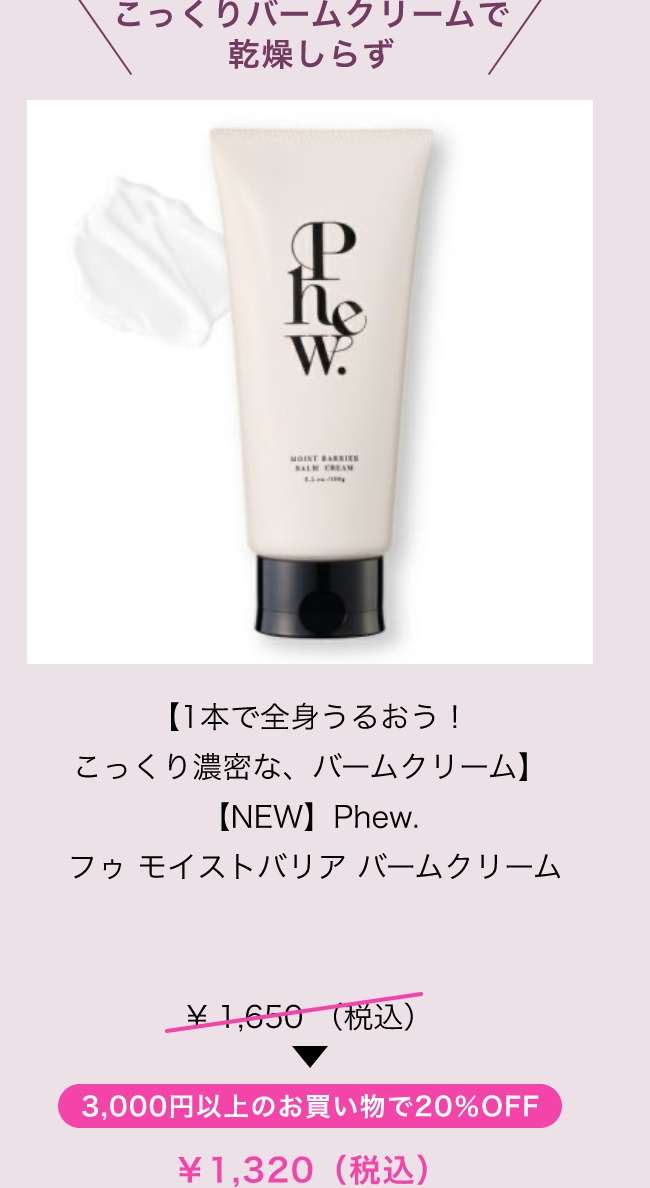 こっくりバームクリームで
乾燥しらず
Phew.
MOIST BARRIER
BALM CREAM
【1本で全身うるおう！
こっくり濃密な、バームクリーム】
【NEW】Phew.
フゥ モイストバリア バームクリーム
¥ 1,650 （税込）
3,000円以上のお買い物で20％OFF
¥1,320（税込）